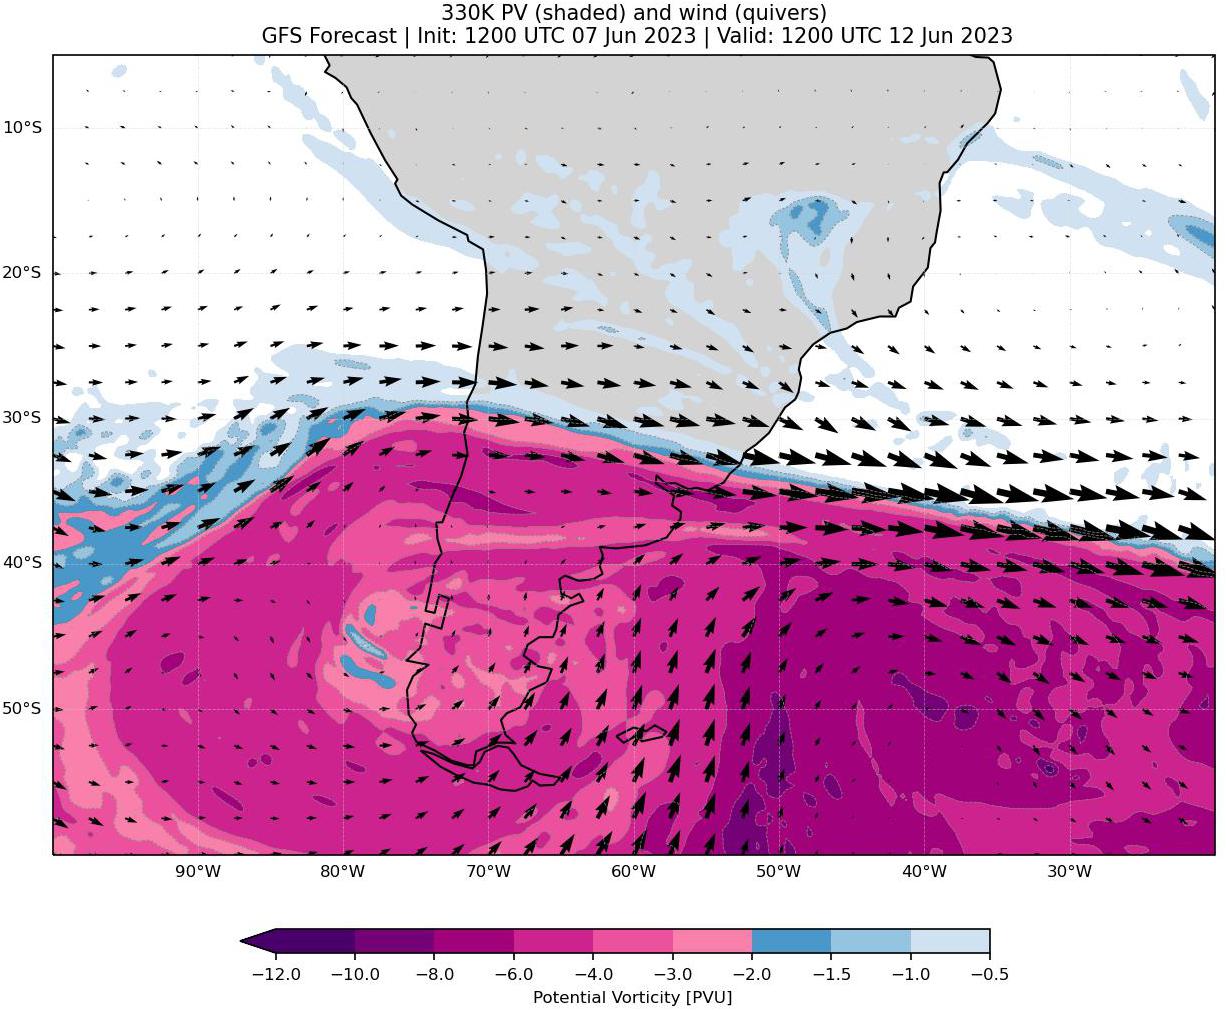 330K PV (shaded) and wind (quivers)
GFS Forecast | Init: 1200 UTC 07 Jun 2023 | Valid: 1200 UTC 12 Jun 2023
10°S
20°S
30°S
40°S
50°S
90°W 80°W 70°W 60°W 50°W 40°W 30°W
−12.0 −10.0 −8.0 −6.0 −4.0 −3.0 −2.0 −1.5 −1.0 −0.5
Potential Vorticity [PVU]